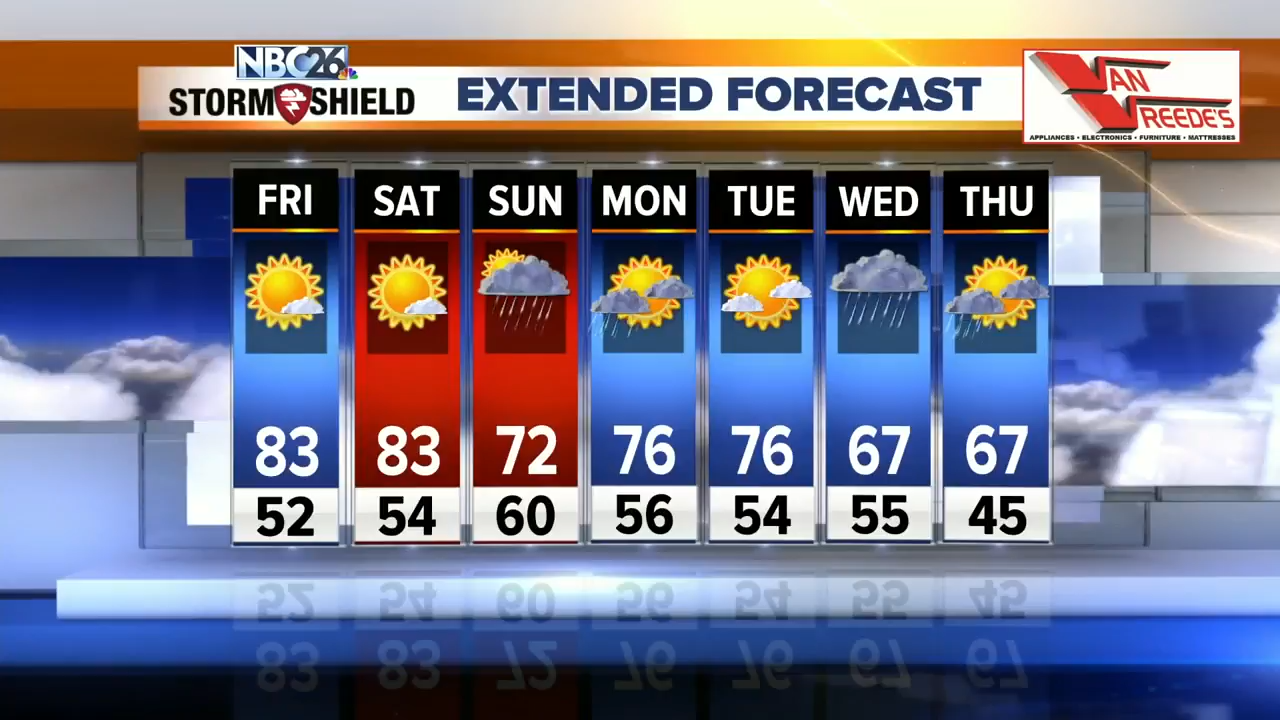 NBC26
STORM SHIELD
EXTENDED FORECAST
VAN VREEDE'S
APPLIANCES • ELECTRONICS • FURNITURE • MATTRESSES
FRI SAT SUN MON TUE WED THU
83 83 72 76 76 67 67
52 54 60 56 54 55 45